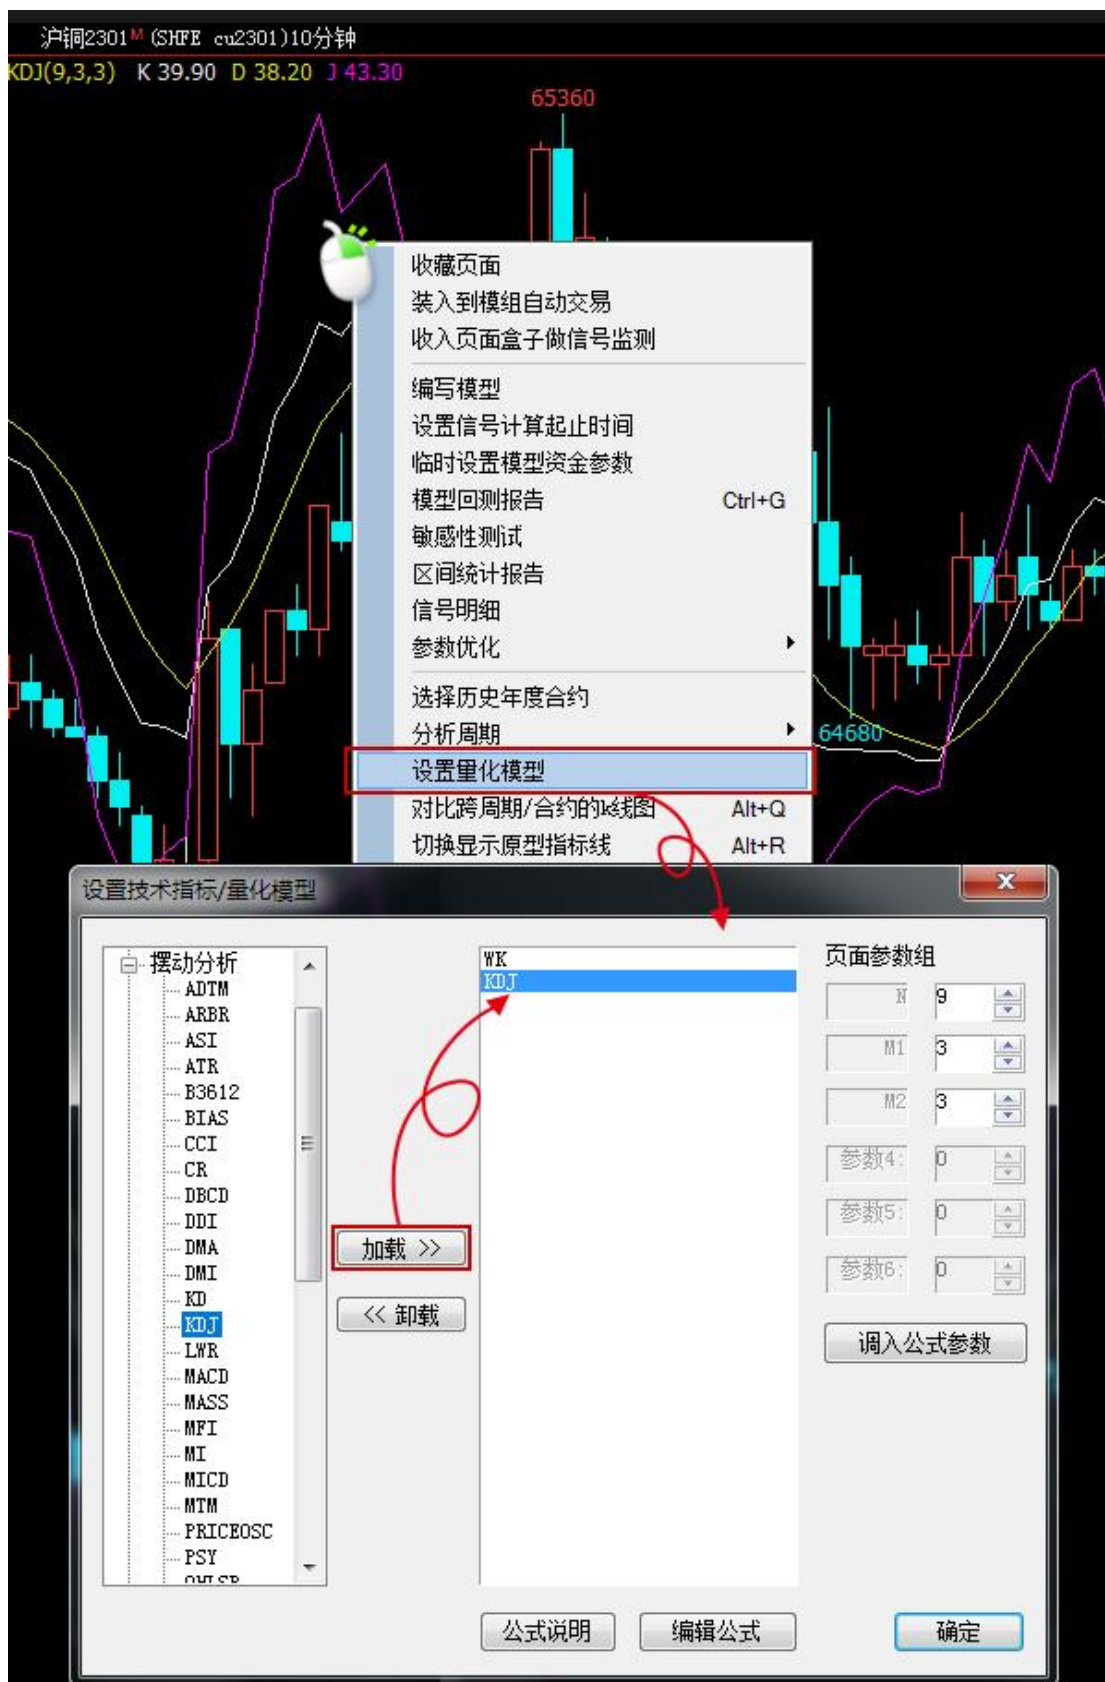 沪铜2301M (SHFE cu2301)10分钟
KDJ(9,3,3) K 39.90 D 38.20 J 43.30
65360
收藏页面
装入到模组自动交易
收入页面盒子做信号监测
编写模型
设置信号计算起止时间
临时设置模型资金参数
模型回测报告 Ctrl+G
敏感性测试
区间统计报告
信号明细
参数优化
选择历史年度合约
分析周期
64680
设置量化模型
对比跨周期/合约的k线图 Alt+Q
切换显示原型指标线 Alt+R
设置技术指标/量化模型
x
摆动分析
ADTM
ARBR
ASI
ATR
B3612
BIAS
CCI
CR
DBCD
DDI
DMA
DMI
KD
KDJ
LWR
MACD
MASS
MFI
MI
MICD
MTM
PRICEOSC
PSY
加载 >>
<< 卸载
WK
KDJ
页面参数组
N 9
M1 3
M2 3
参数4: 0
参数5: 0
参数6: 0
调入公式参数
公式说明
编辑公式
确定